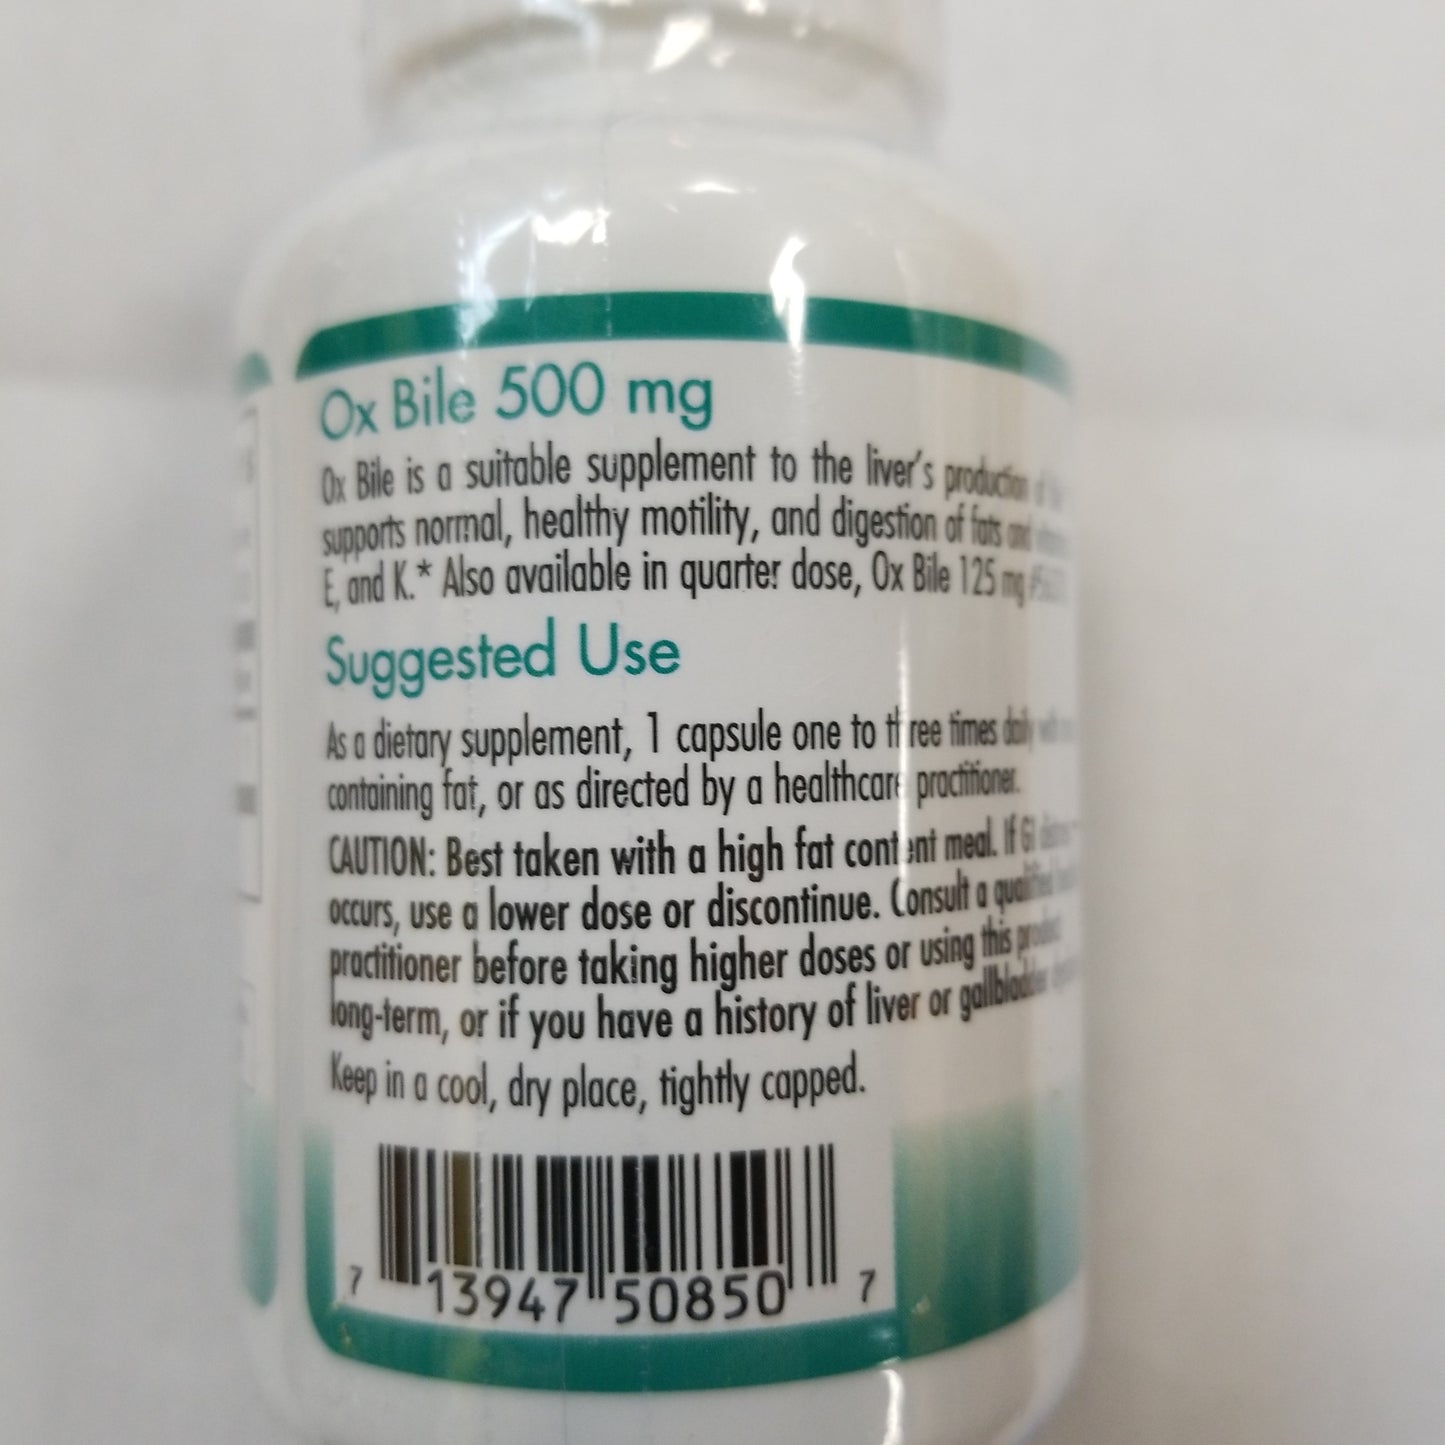 Ox Bile 500 mg
Ox Bile is a suitable supplement to the liver's production of
supports normal, healthy motility, and digestion of fats and
E, and K.* Also available in quarter dose, Ox Bile 125 mg
Suggested Use
As a dietary supplement, 1 capsule one to three times daily with
containing fat, or as directed by a healthcare practitioner.
CAUTION: Best taken with a high fat content meal. If GI
occurs, use a lower dose or discontinue. Consult a qualified
practitioner before taking higher doses or using this product
long-term, or if you have a history of liver or gallbladder
Keep in a cool, dry place, tightly capped.
7 13947 50850 7